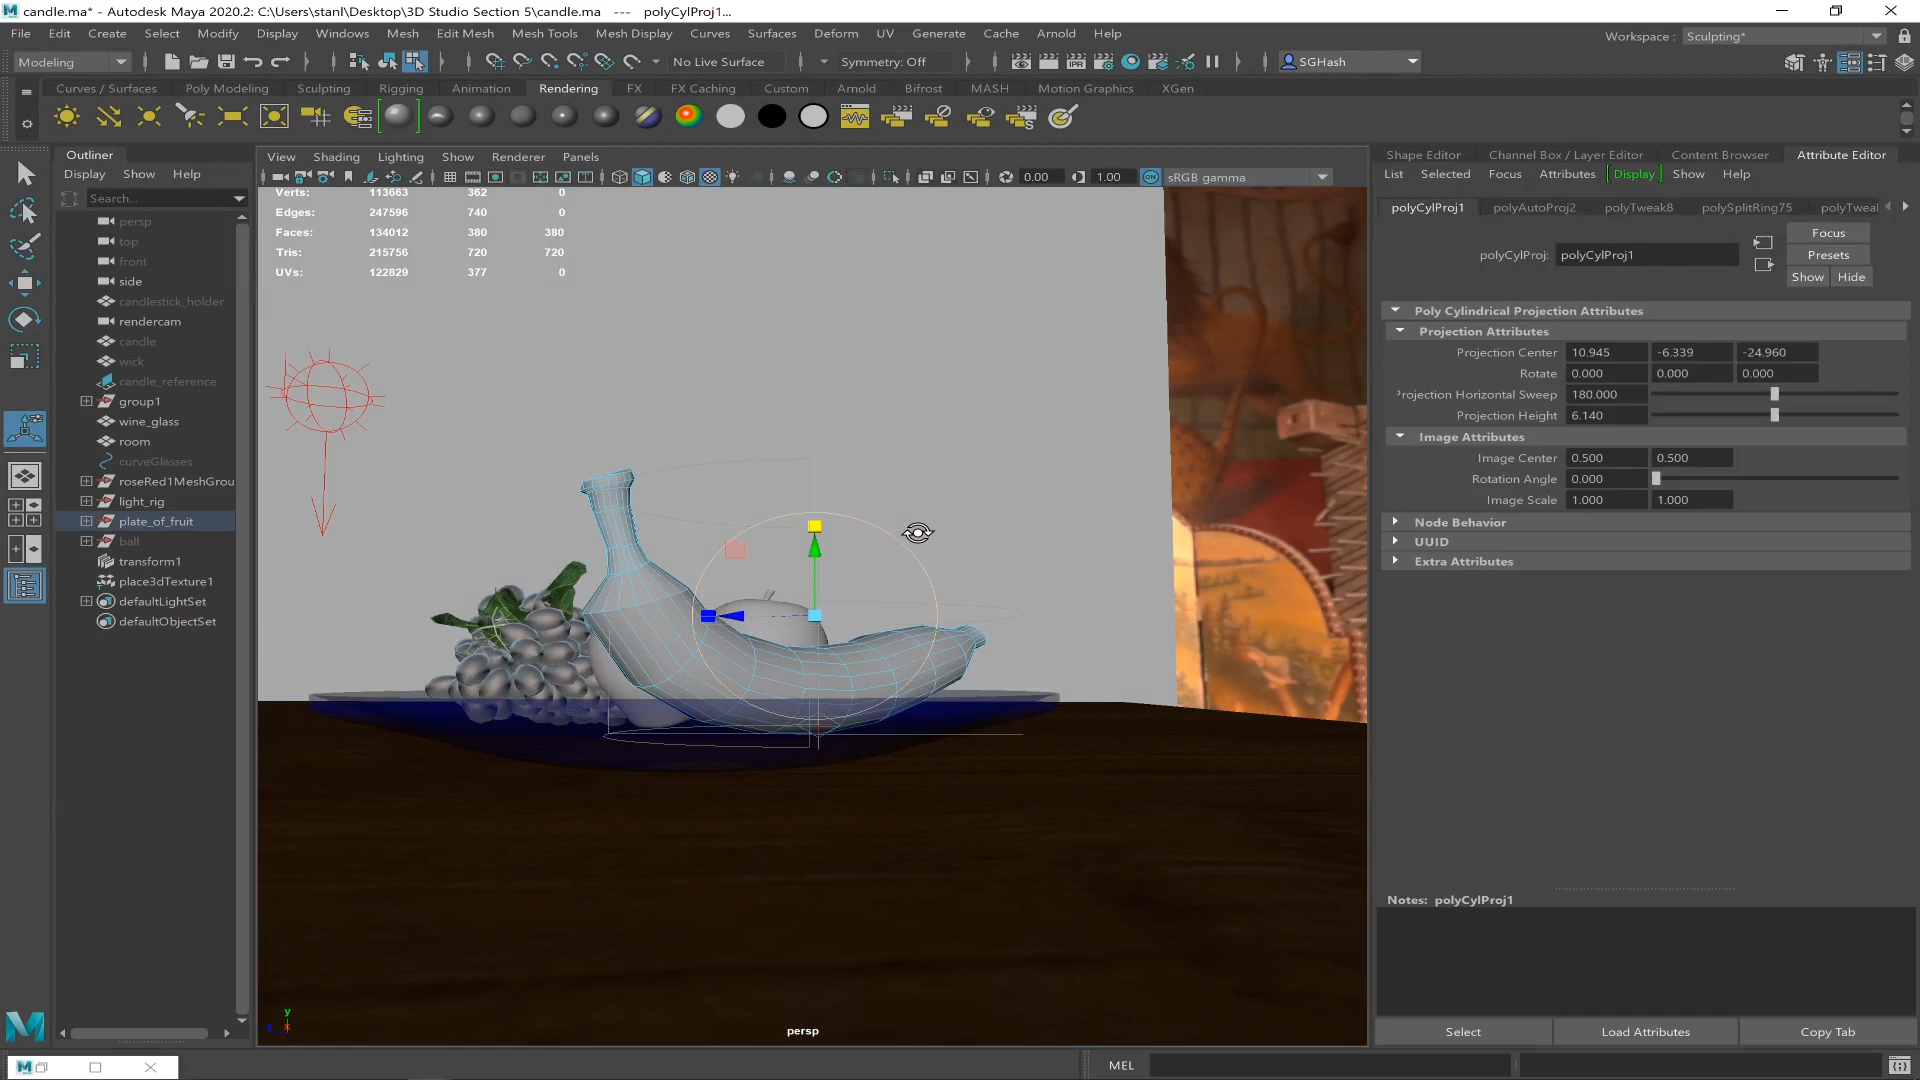 candle.ma* - Autodesk Maya 2020.2: C:\Users\stanl\Desktop\3D Studio Section 5\candle.ma --- polyCylProj1...
File Edit Create Select Modify Display Windows Mesh Edit Mesh Mesh Tools Mesh Display Curves Surfaces Deform UV Generate Cache Arnold Help
Workspace : Sculpting*
Modeling No Live Surface Symmetry: Off SGHash
Curves / Surfaces Poly Modeling Sculpting Rigging Animation Rendering FX FX Caching Custom Arnold Bifrost MASH Motion Graphics XGen
Outliner
Display Show Help
Search...
persp
top
front
side
candlestick_holder
rendercam
candle
wick
candle_reference
group1
wine_glass
room
curveGlasses
roseRed1MeshGrou
light_rig
plate_of_fruit
ball
transform1
place3dTexture1
defaultLightSet
defaultObjectSet
View Shading Lighting Show Renderer Panels
0.00 1.00 ON sRGB gamma
Verts: 113663 362 0
Edges: 247596 740 0
Faces: 134012 380 380
Tris: 215756 720 720
UVs: 122829 377 0
y
z
x
persp
Shape Editor Channel Box / Layer Editor Content Browser Attribute Editor
List Selected Focus Attributes Display Show Help
polyCylProj1 polyAutoProj2 polyTweak8 polySplitRing75 polyTweal
Focus
polyCylProj: polyCylProj1
Presets
Show Hide
Poly Cylindrical Projection Attributes
Projection Attributes
Projection Center 10.945 -6.339 -24.960
Rotate 0.000 0.000 0.000
Projection Horizontal Sweep 180.000
Projection Height 6.140
Image Attributes
Image Center 0.500 0.500
Rotation Angle 0.000
Image Scale 1.000 1.000
Node Behavior
UUID
Extra Attributes
Notes: polyCylProj1
Select Load Attributes Copy Tab
MEL